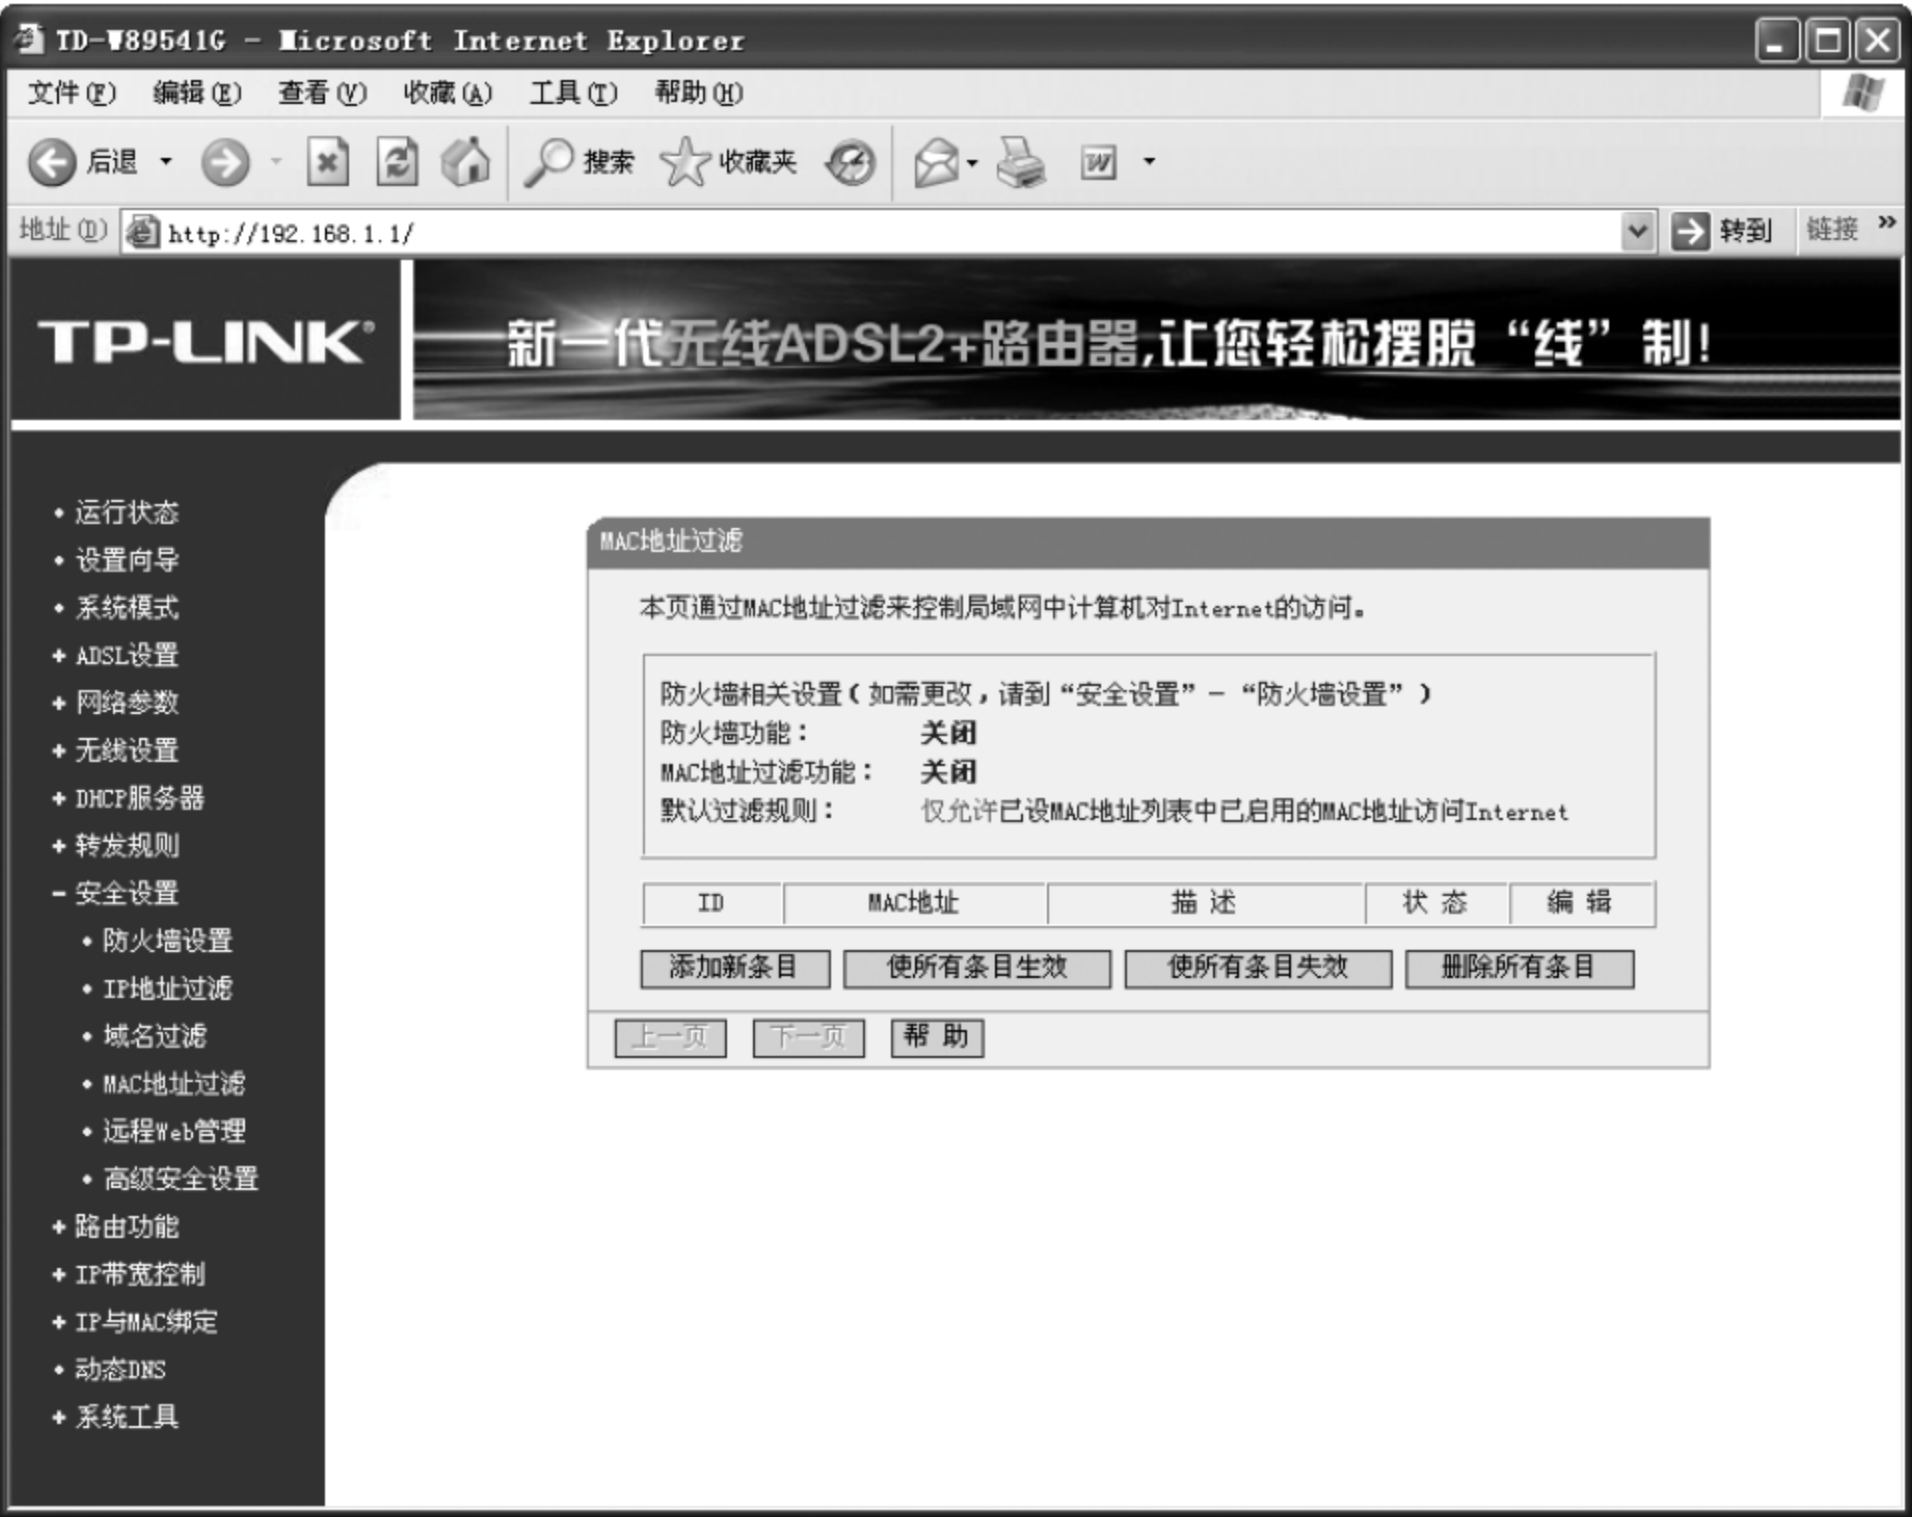 TD-W89541G - Microsoft Internet Explorer
文件(F) 编辑(E) 查看(V) 收藏(A) 工具(T) 帮助(H)
后退 搜索 收藏夹
地址(D) http://192.168.1.1/ 转到 链接 »
TP-LINK® 新一代无线ADSL2+路由器,让您轻松摆脱“线”制!
• 运行状态
• 设置向导
• 系统模式
+ ADSL设置
+ 网络参数
+ 无线设置
+ DHCP服务器
+ 转发规则
- 安全设置
• 防火墙设置
• IP地址过滤
• 域名过滤
• MAC地址过滤
• 远程Web管理
• 高级安全设置
+ 路由功能
+ IP带宽控制
+ IP与MAC绑定
• 动态DNS
+ 系统工具
MAC地址过滤
本页通过MAC地址过滤来控制局域网中计算机对Internet的访问。
防火墙相关设置(如需更改,请到“安全设置”-“防火墙设置”)
防火墙功能: 关闭
MAC地址过滤功能: 关闭
默认过滤规则: 仅允许已设MAC地址列表中已启用的MAC地址访问Internet
ID MAC地址 描 述 状 态 编 辑
添加新条目 使所有条目生效 使所有条目失效 删除所有条目
上一页 下一页 帮 助